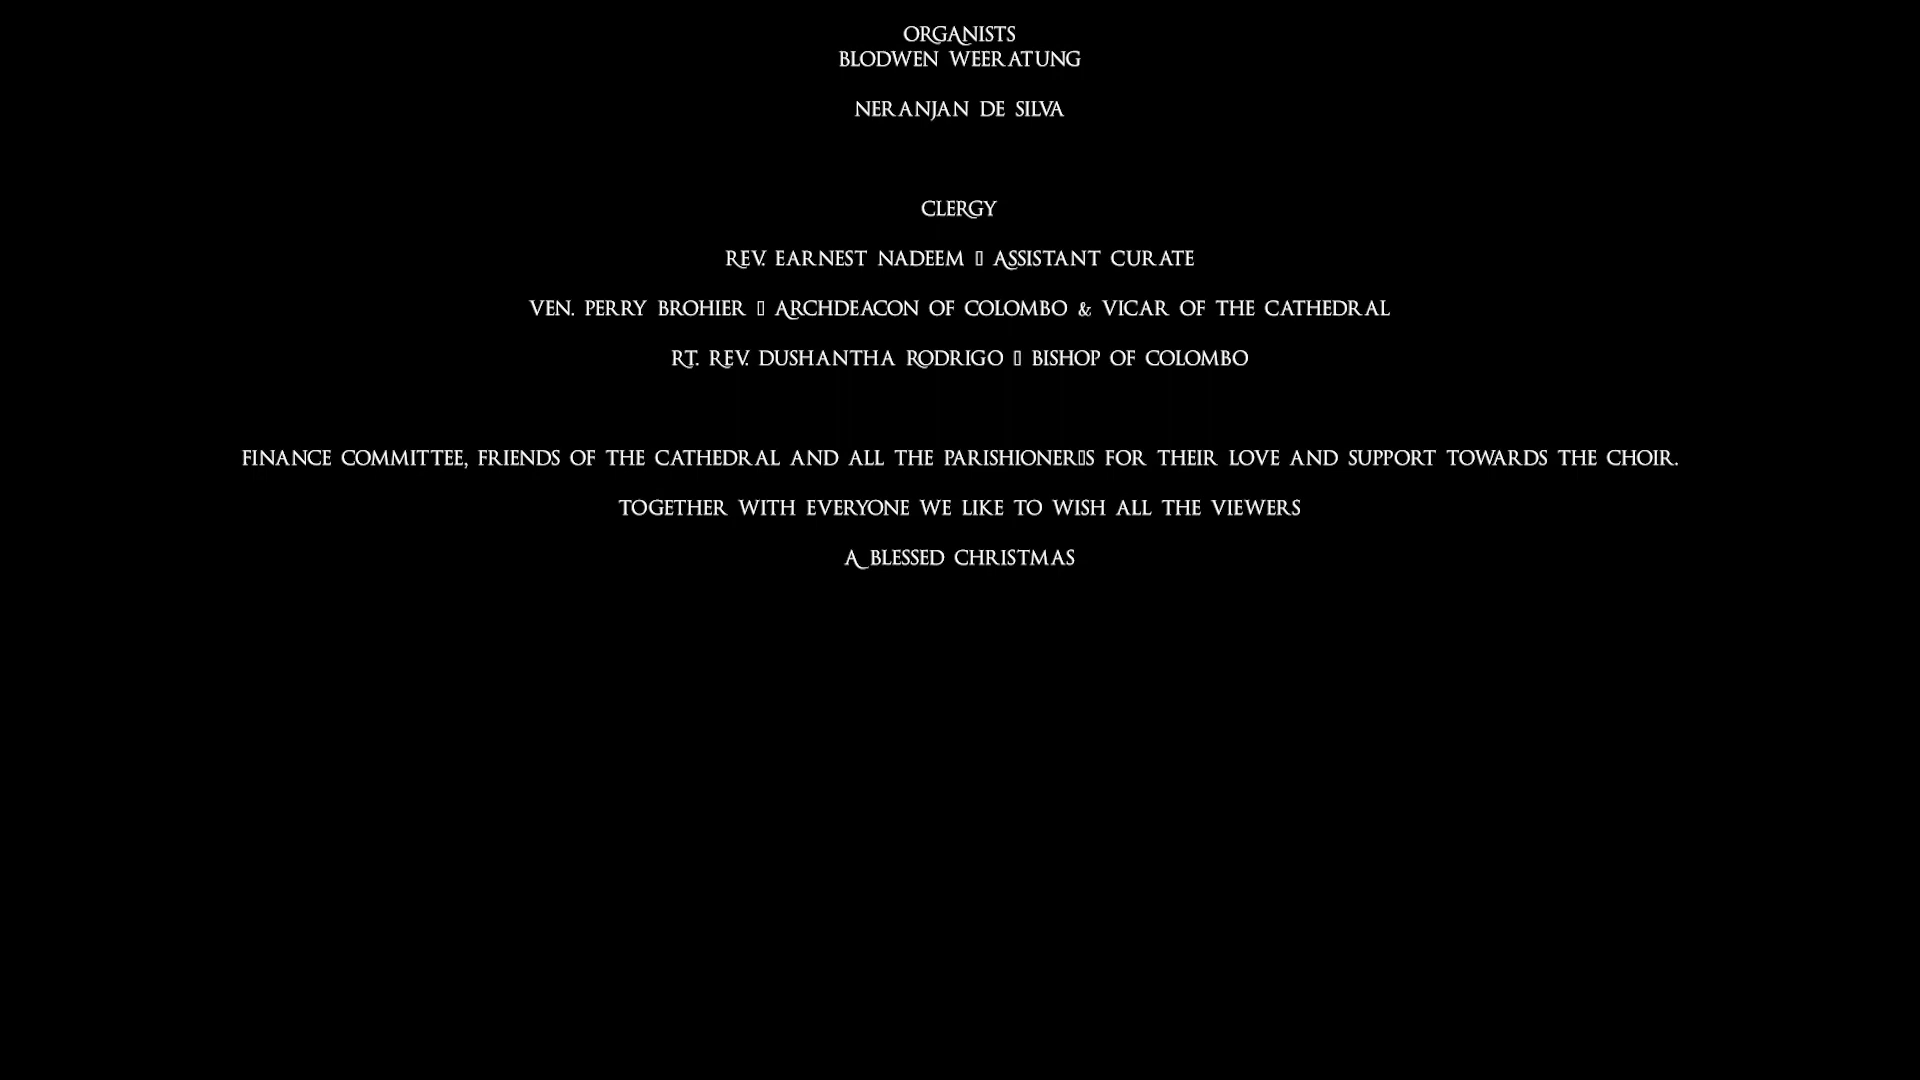 ORGANISTS
BLODWEN WEERATUNG
NERANJAN DE SILVA
CLERGY
REV. EARNEST NADEEM ▯ ASSISTANT CURATE
VEN. PERRY BROHIER ▯ ARCHDEACON OF COLOMBO & VICAR OF THE CATHEDRAL
RT. REV. DUSHANTHA RODRIGO ▯ BISHOP OF COLOMBO
FINANCE COMMITTEE, FRIENDS OF THE CATHEDRAL AND ALL THE PARISHIONER▯S FOR THEIR LOVE AND SUPPORT TOWARDS THE CHOIR.
TOGETHER WITH EVERYONE WE LIKE TO WISH ALL THE VIEWERS
A BLESSED CHRISTMAS